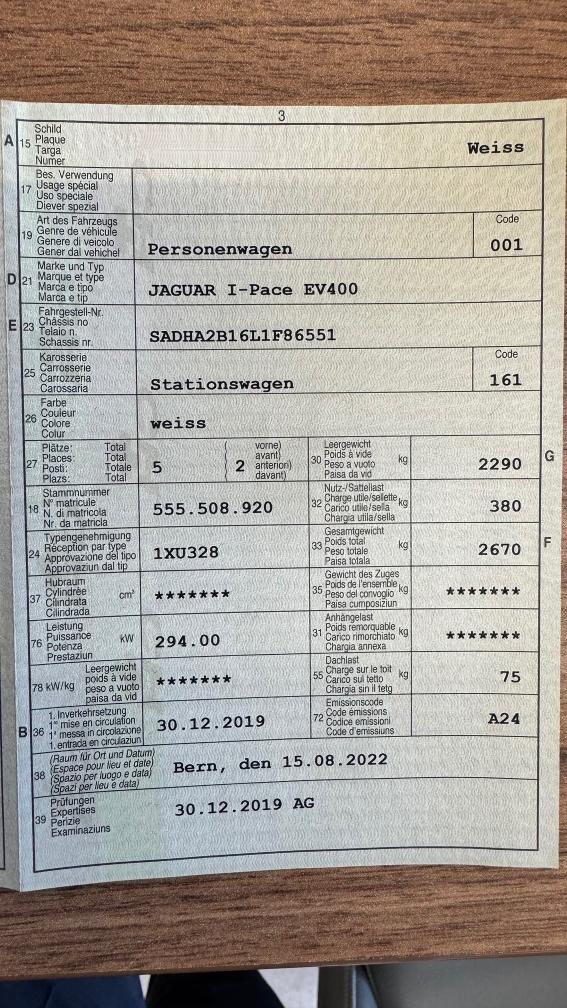 3
A 15 Schild
Plaque
Targa
Numer
Weiss
17 Bes. Verwendung
Usage spécial
Uso speciale
Diever spezial
19 Art des Fahrzeugs
Genre de véhicule
Genere di veicolo
Gener dal vehichel
Personenwagen
Code
001
D 21 Marke und Typ
Marque et type
Marca e tipo
Marca e tip
JAGUAR I-Pace EV400
E 23 Fahrgestell-Nr.
Châssis no
Telaio n.
Schassis nr.
SADHA2B16L1F86551
25 Karosserie
Carrosserie
Carrozzeria
Carossaria
Stationswagen
Code
161
26 Farbe
Couleur
Colore
Colur
weiss
27 Plätze: Total
Places: Total
Posti: Totale
Plazs: Total
5
( vorne)
avant)
anteriori)
( davant)
2
30 Leergewicht
Poids à vide
Peso a vuoto
Paisa da vid
kg
2290
G
18 Stammnummer
N° matricule
N. di matricola
Nr. da matricla
555.508.920
32 Nutz-/Sattellast
Charge utile/sellette
Carico utile/sella
Chargia utila/sella
kg
380
24 Typengenehmigung
Réception par type
Approvazione del tipo
Approvaziun dal tip
1XU328
33 Gesamtgewicht
Poids total
Peso totale
Paisa totala
kg
2670
F
37 Hubraum
Cylindrée
Cilindrata
Cilindrada
cm³
*******
35 Gewicht des Zuges
Poids de l'ensemble
Peso del convoglio
Paisa cumposiziun
kg
*******
76 Leistung
Puissance
Potenza
Prestaziun
kW
294.00
31 Anhängelast
Poids remorquable
Carico rimorchiato
Chargia annexa
kg
*******
78 kW/kg
Leergewicht
poids à vide
peso a vuoto
paisa da vid
*******
55 Dachlast
Charge sur le toit
Carico sul tetto
Chargia sin il tetg
kg
75
B 36 1. Inverkehrsetzung
1re mise en circulation
1a messa in circolazione
1. entrada en circulaziun
30.12.2019
72 Emissionscode
Code émissions
Codice emissioni
Code d'emissiuns
A24
38 (Raum für Ort und Datum)
(Espace pour lieu et date)
(Spazio per luogo e data)
(Spazi per lieu e data)
Bern, den 15.08.2022
39 Prüfungen
Expertises
Perizie
Examinaziuns
30.12.2019 AG